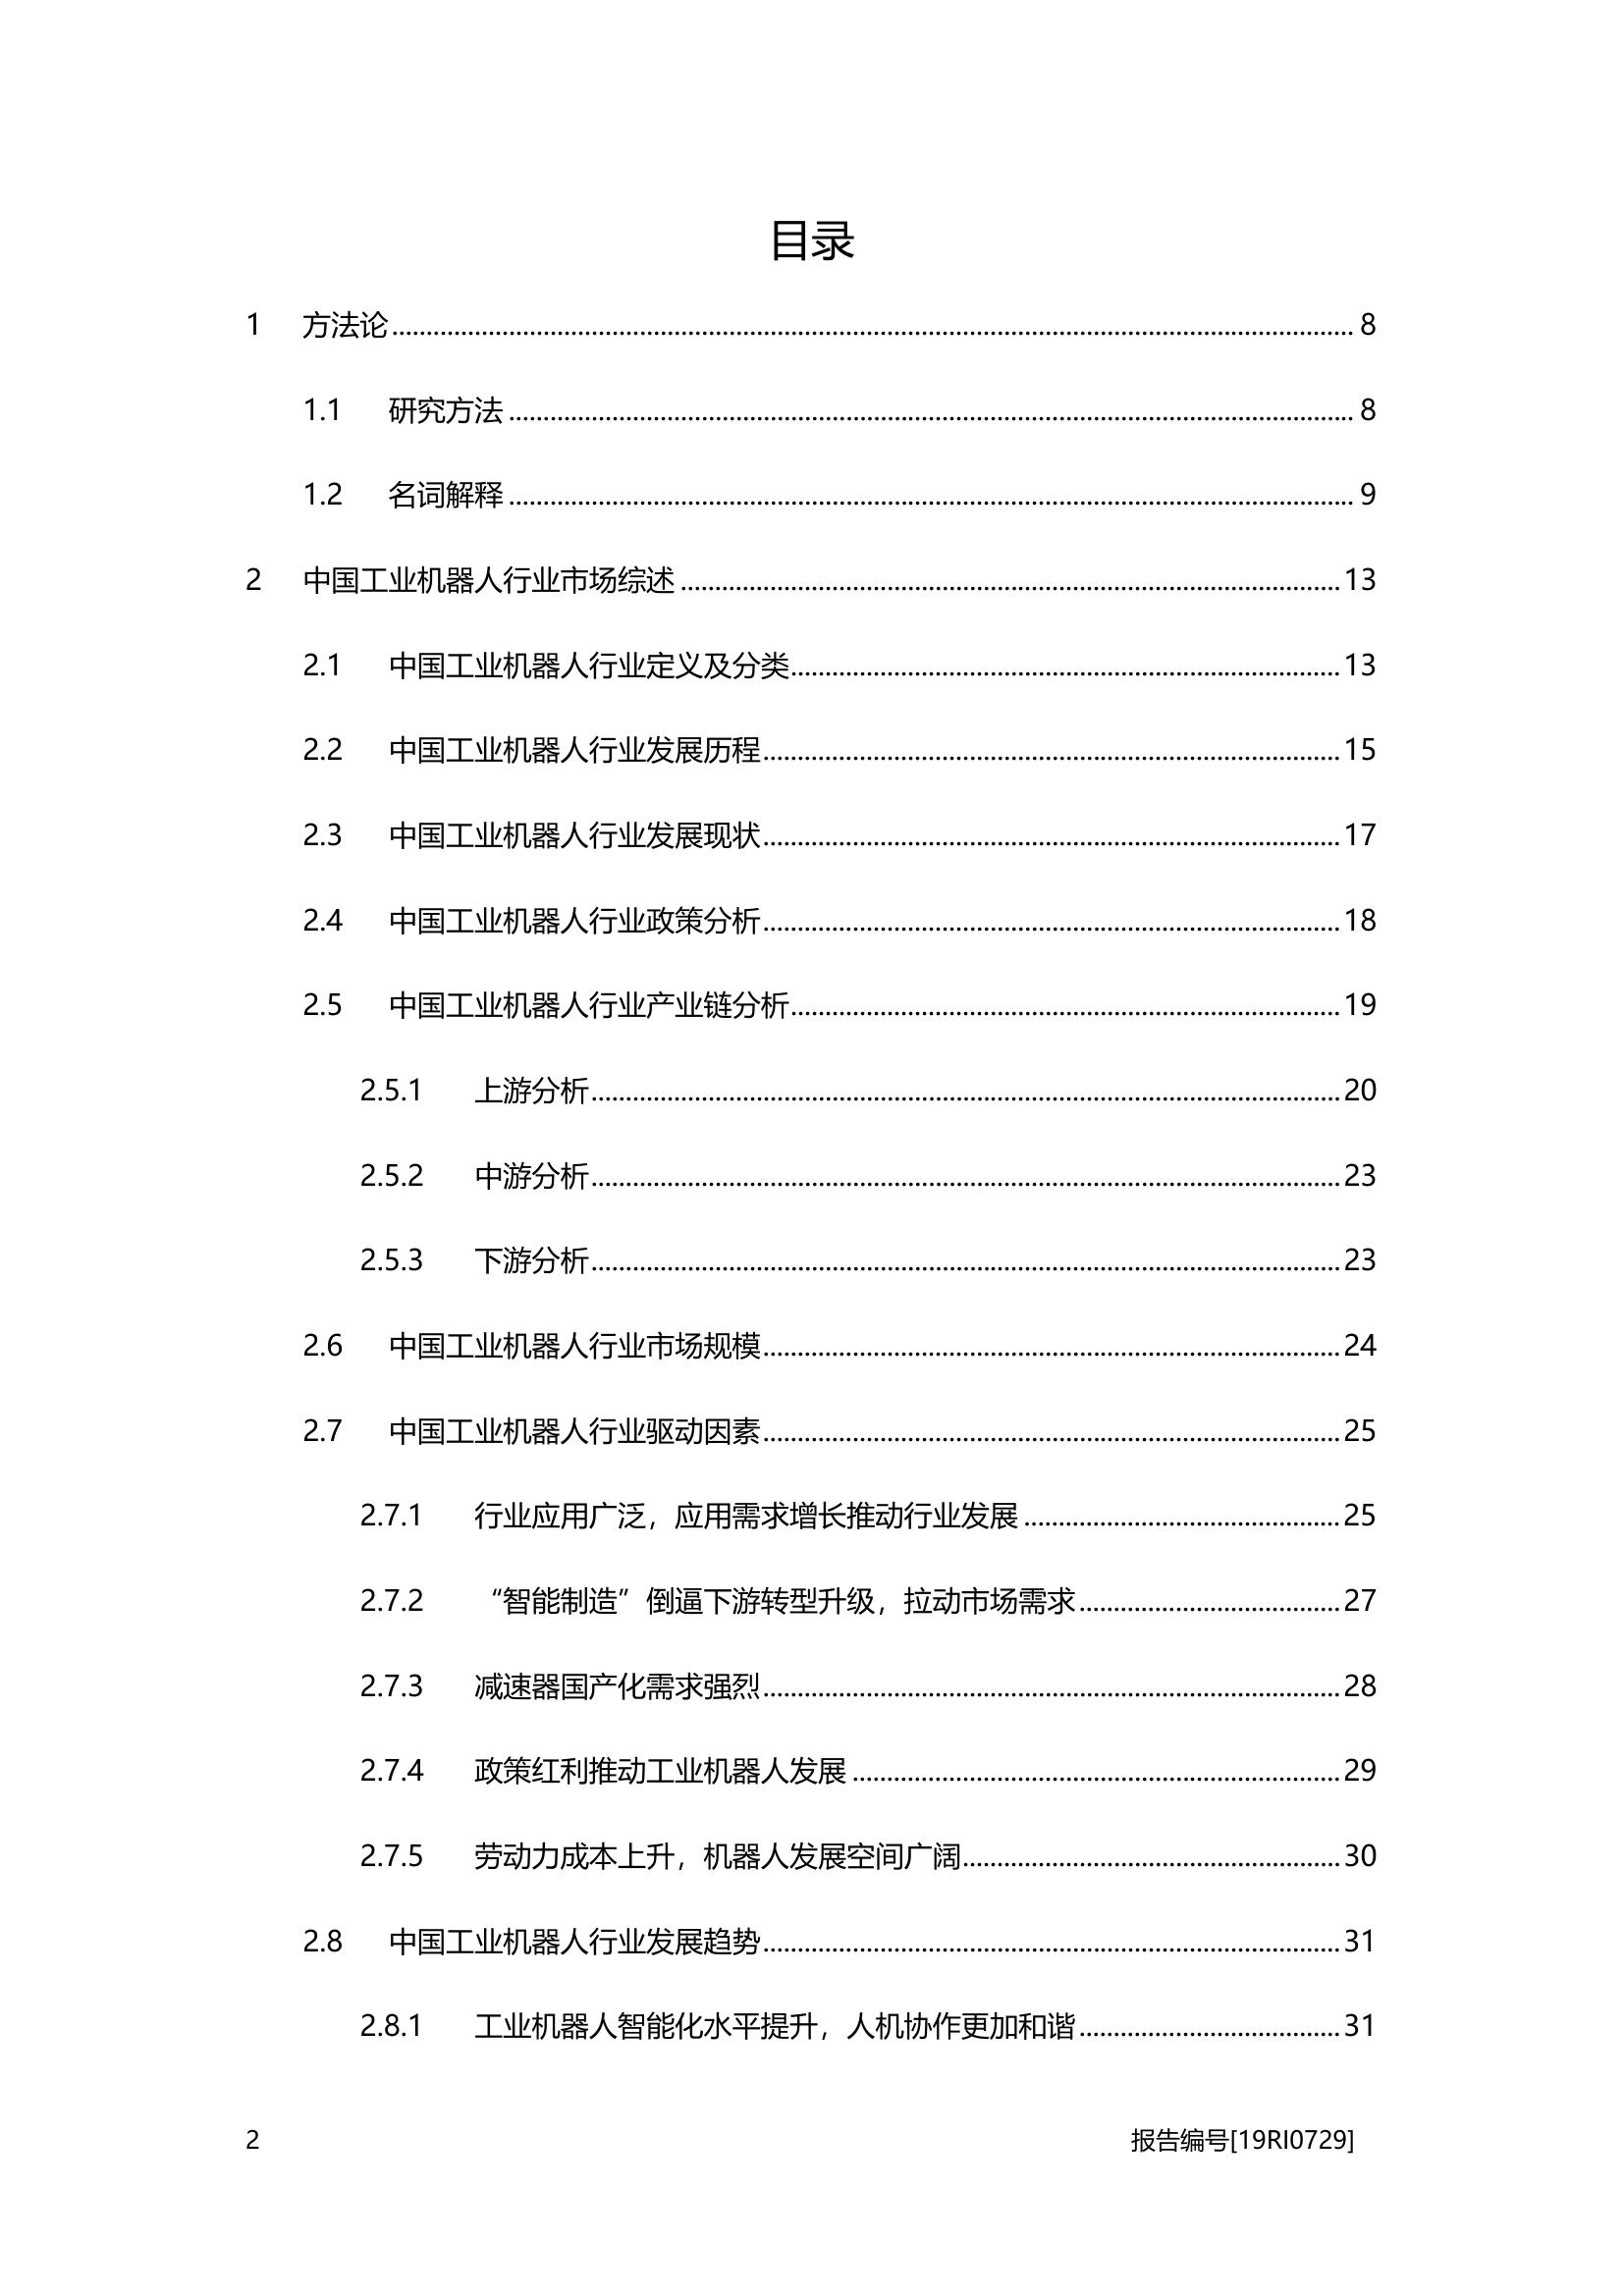 目录
1 方法论 ........ 8
1.1 研究方法 ........ 8
1.2 名词解释 ........ 9
2 中国工业机器人行业市场综述 ........ 13
2.1 中国工业机器人行业定义及分类 ........ 13
2.2 中国工业机器人行业发展历程 ........ 15
2.3 中国工业机器人行业发展现状 ........ 17
2.4 中国工业机器人行业政策分析 ........ 18
2.5 中国工业机器人行业产业链分析 ........ 19
2.5.1 上游分析 ........ 20
2.5.2 中游分析 ........ 23
2.5.3 下游分析 ........ 23
2.6 中国工业机器人行业市场规模 ........ 24
2.7 中国工业机器人行业驱动因素 ........ 25
2.7.1 行业应用广泛，应用需求增长推动行业发展 ........ 25
2.7.2 “智能制造”倒逼下游转型升级，拉动市场需求 ........ 27
2.7.3 减速器国产化需求强烈 ........ 28
2.7.4 政策红利推动工业机器人发展 ........ 29
2.7.5 劳动力成本上升，机器人发展空间广阔 ........ 30
2.8 中国工业机器人行业发展趋势 ........ 31
2.8.1 工业机器人智能化水平提升，人机协作更加和谐 ........ 31
2 报告编号[19RI0729]